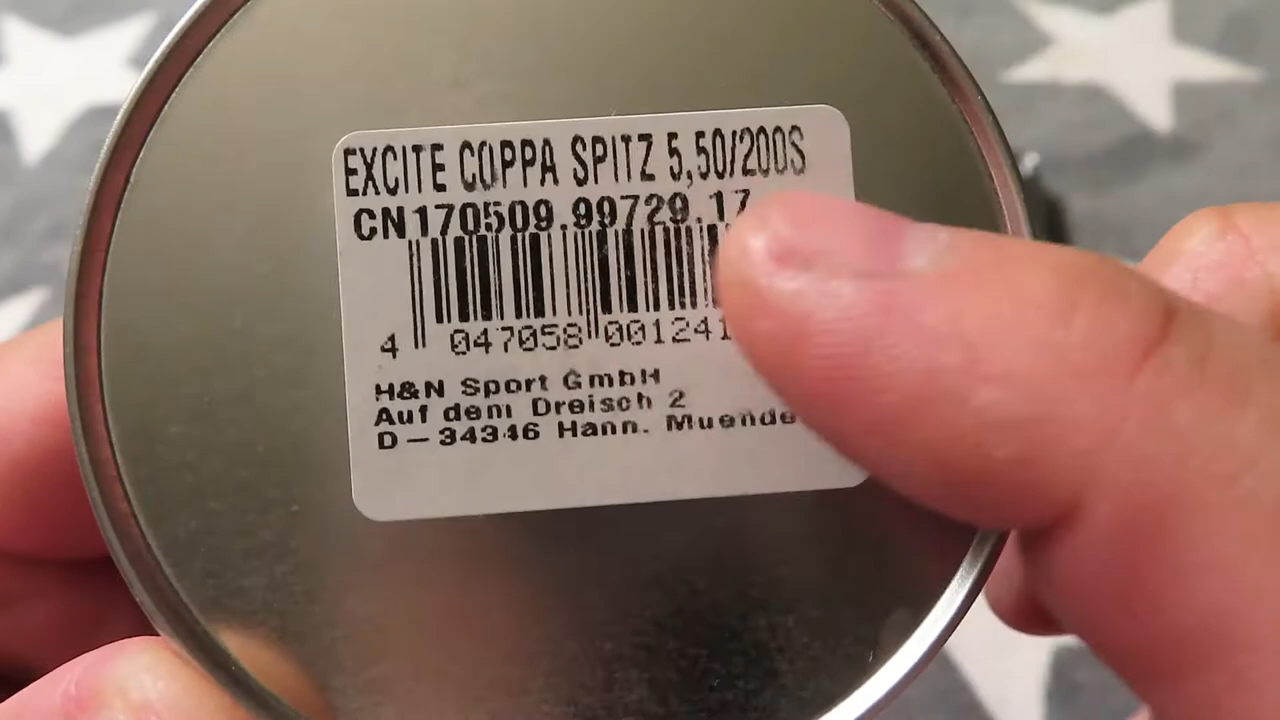 EXCITE COPPA SPITZ 5,50/200S
CN170509.99729.17
4 047058 001241
H&N Sport GmbH
Auf dem Dreisch 2
D-34346 Hann. Muende